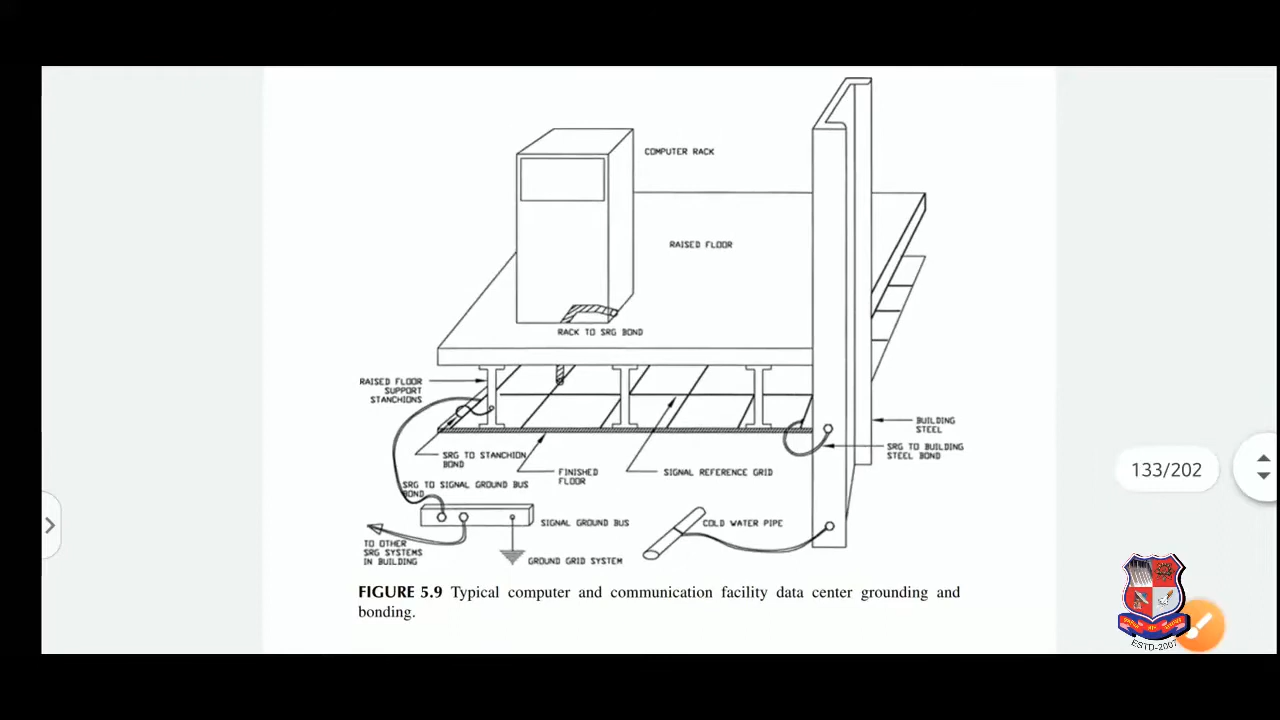 COMPUTER RACK
RAISED FLOOR
RACK TO SRG BOND
RAISED FLOOR
SUPPORT
STANCHIONS
BUILDING
STEEL
SRG TO BUILDING
STEEL BOND
SRG TO STANCHION
BOND
FINISHED
FLOOR
SIGNAL REFERENCE GRID
133/202
SRG TO SIGNAL GROUND BUS
BOND
SIGNAL GROUND BUS
COLD WATER PIPE
TO OTHER
SRG SYSTEMS
IN BUILDING
GROUND GRID SYSTEM
FIGURE 5.9 Typical computer and communication facility data center grounding and
bonding.
ESTD-2007